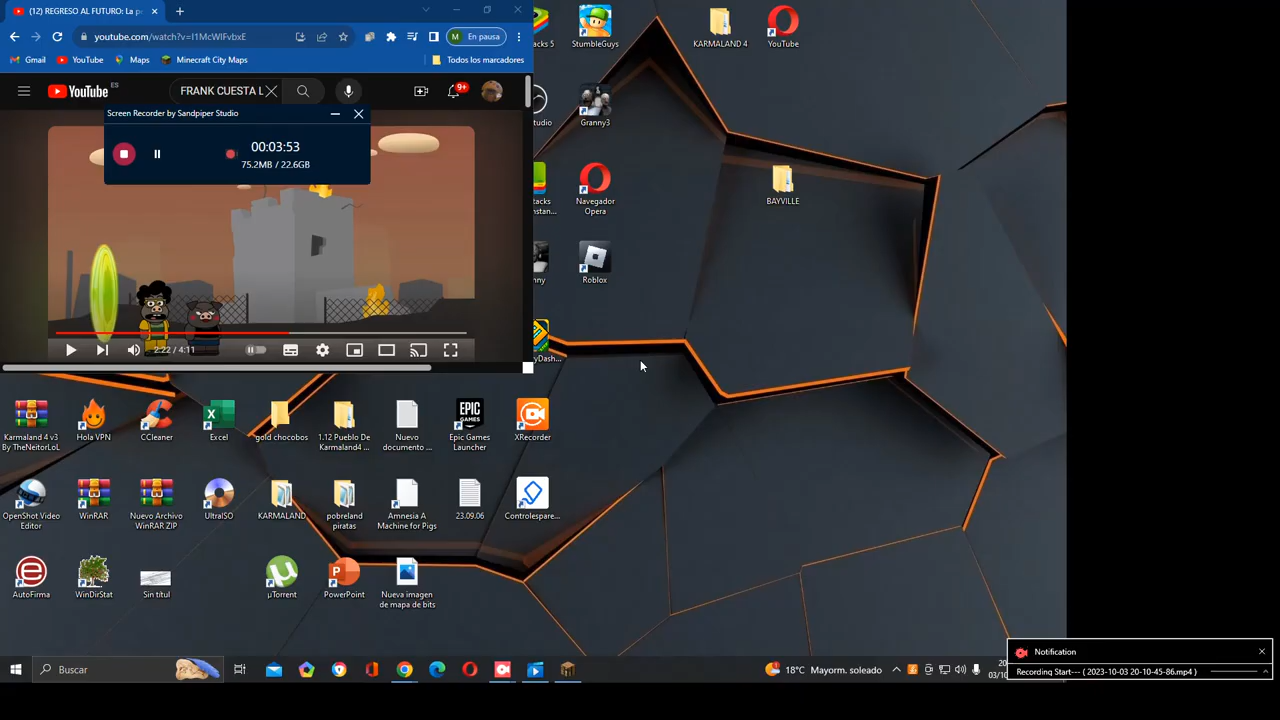 (12) REGRESO AL FUTURO: La p
youtube.com/watch?v=I1McWIFvbxE
En pausa
Gmail
YouTube
Maps
Minecraft City Maps
Todos los marcadores
YouTube ES
FRANK CUESTA L
9+
Screen Recorder by Sandpiper Studio
00:03:53
75.2MB / 22.6GB
2:22 / 4:11
StumbleGuys
KARMALAND 4
YouTube
Granny3
BAYVILLE
Navegador
Opera
Roblox
Karmaland 4 v3
By TheNeitorLoL
Hola VPN
CCleaner
Excel
gold chocobos
1.12 Pueblo De
Karmaland4 ...
Nuevo
documento ...
EPIC
GAMES
Epic Games
Launcher
XRecorder
OpenShot Video
Editor
WinRAR
Nuevo Archivo
WinRAR ZIP
UltraISO
KARMALAND
pobreland
piratas
Amnesia A
Machine for Pigs
23.09.06
Controlespare...
AutoFirma
WinDirStat
Sin títul
µTorrent
PowerPoint
Nueva imagen
de mapa de bits
Buscar
18°C Mayorm. soleado
Notification
Recording Start--- ( 2023-10-03 20-10-45-86.mp4 )